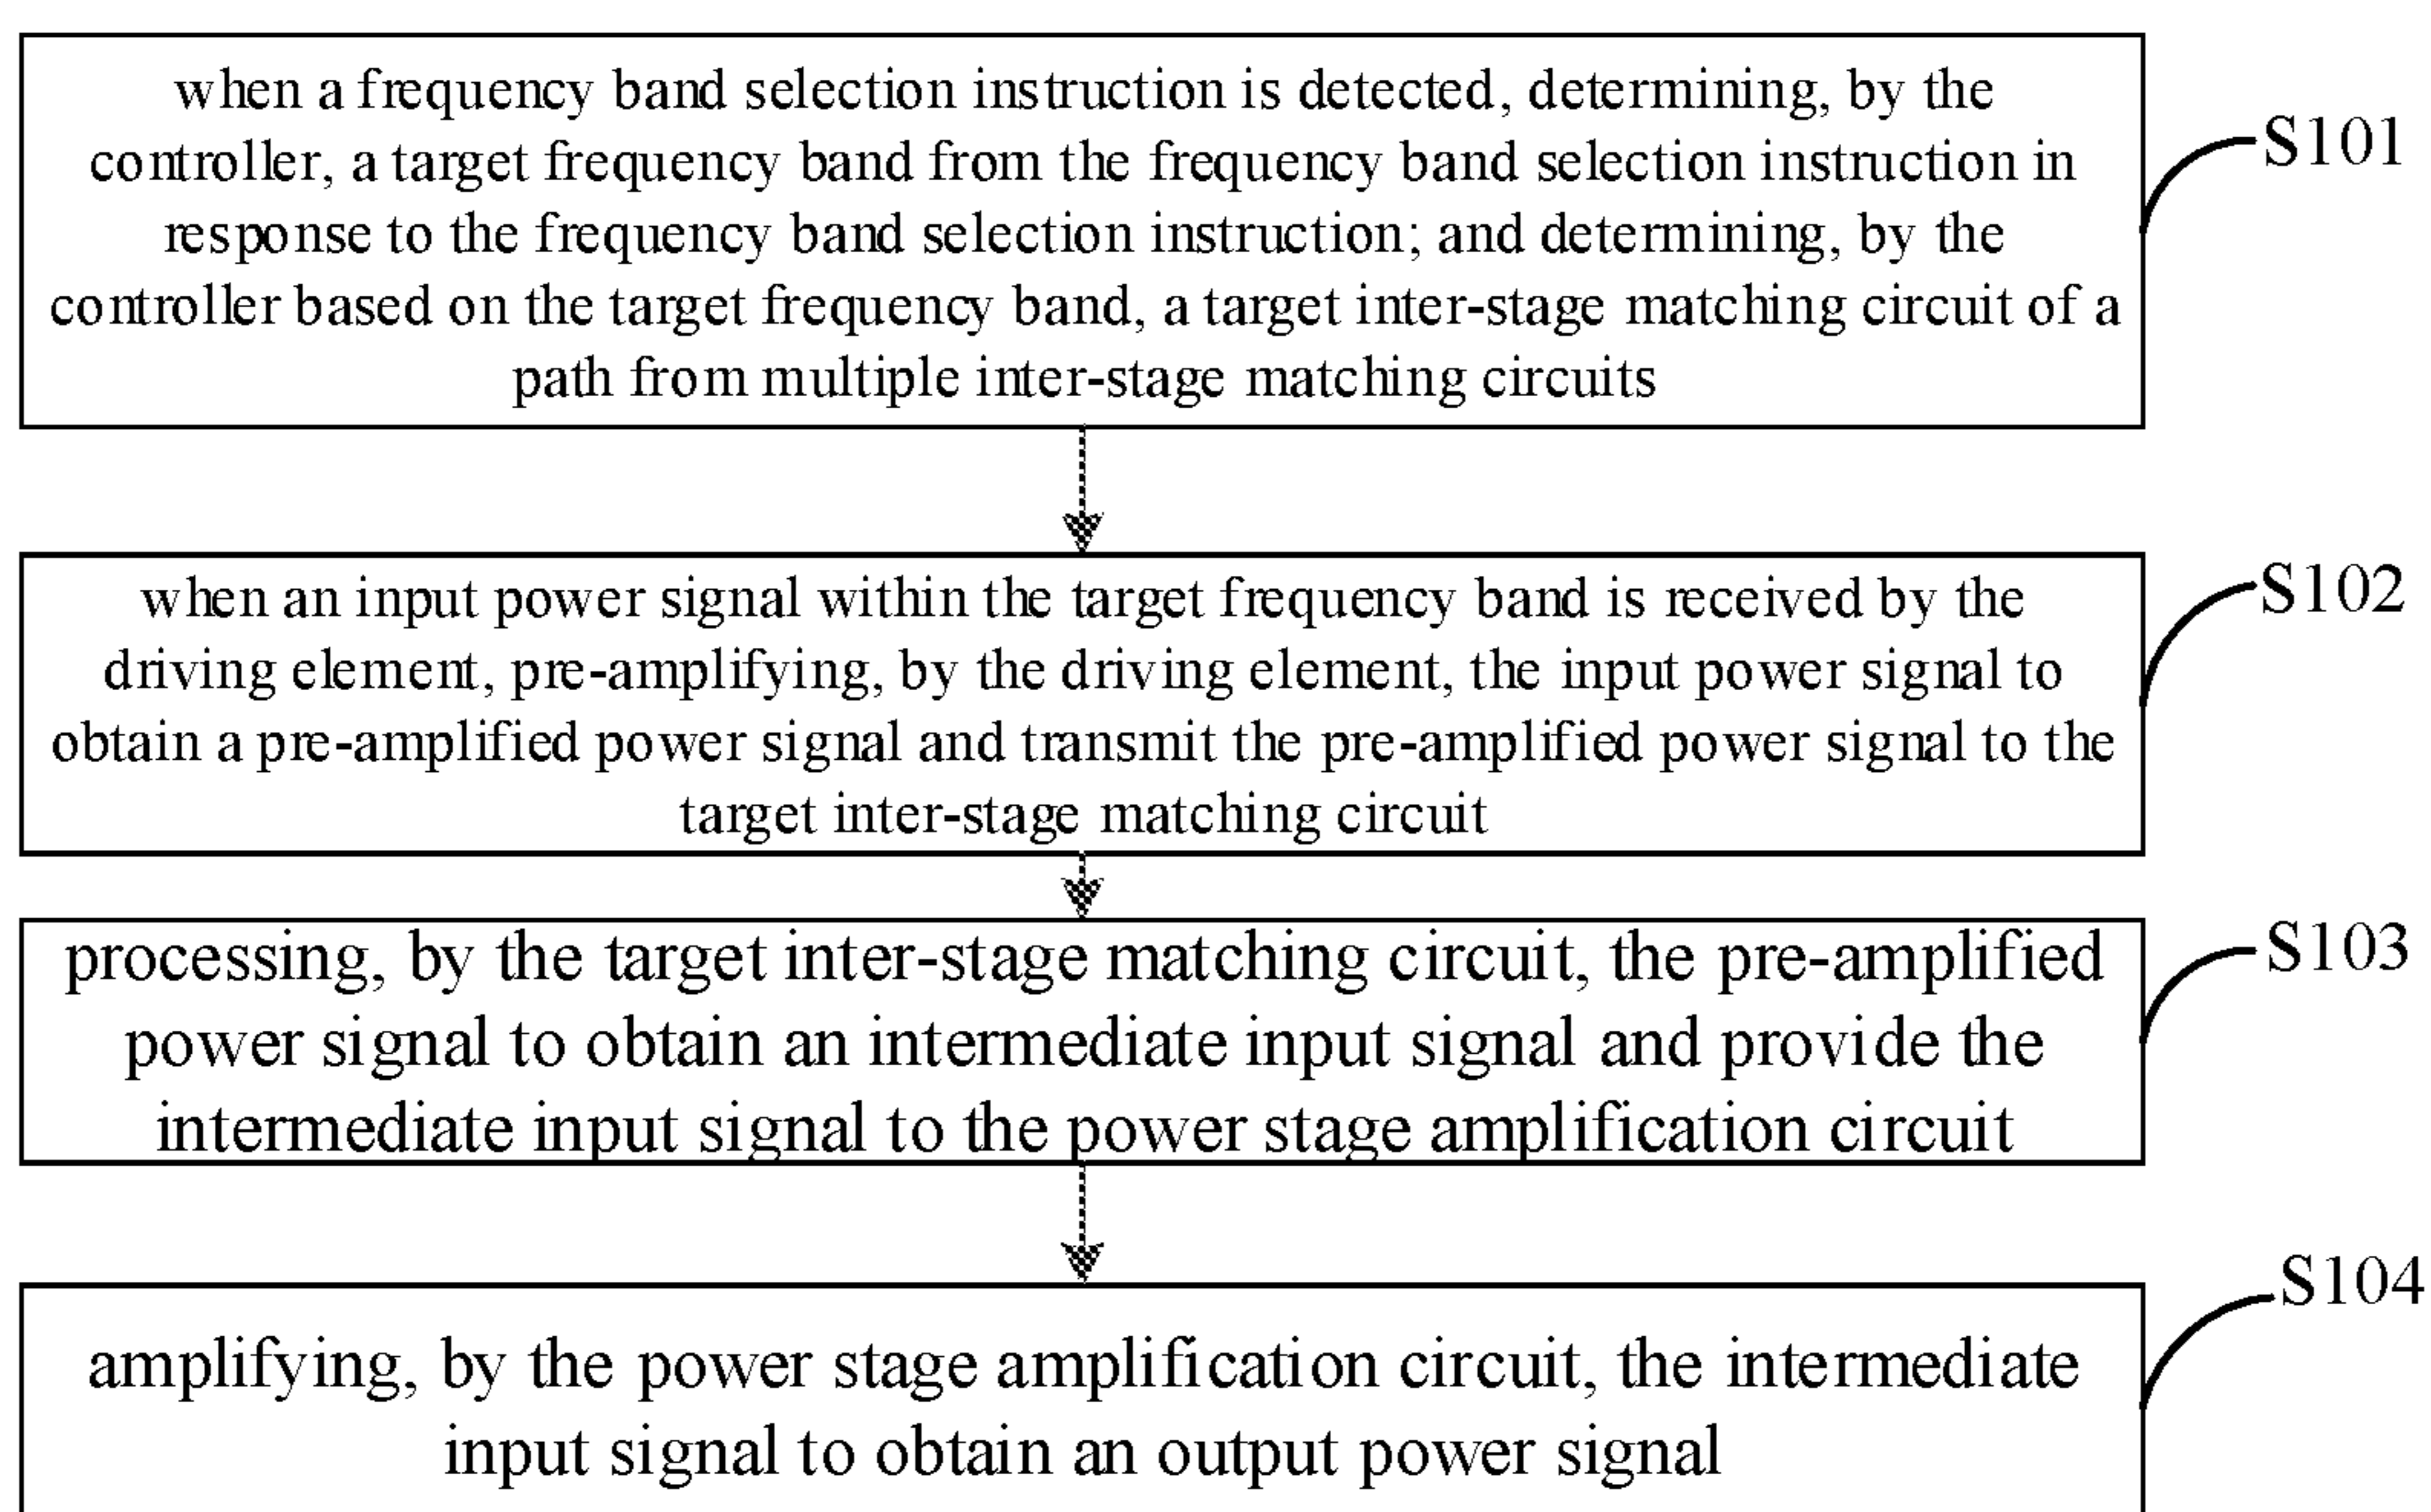 when a frequency band selection instruction is detected, determining, by the
controller, a target frequency band from the frequency band selection instruction in
response to the frequency band selection instruction; and determining, by the
controller based on the target frequency band, a target inter-stage matching circuit of a
path from multiple inter-stage matching circuits
S101
when an input power signal within the target frequency band is received by the
driving element, pre-amplifying, by the driving element, the input power signal to
obtain a pre-amplified power signal and transmit the pre-amplified power signal to the
target inter-stage matching circuit
S102
processing, by the target inter-stage matching circuit, the pre-amplified
power signal to obtain an intermediate input signal and provide the
intermediate input signal to the power stage amplification circuit
S103
amplifying, by the power stage amplification circuit, the intermediate
input signal to obtain an output power signal
S104